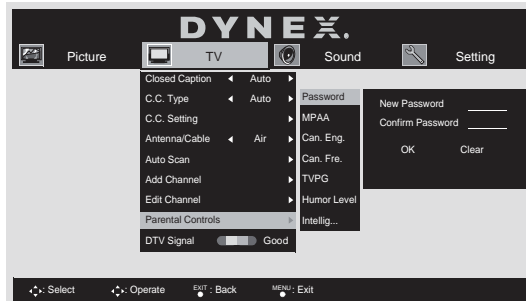 DYNEX.
Picture TV Sound Setting
Closed Caption Auto
C.C. Type Auto
C.C. Setting
Antenna/Cable Air
Auto Scan
Add Channel
Edit Channel
Parental Controls
DTV Signal Good
Password
MPAA
Can. Eng.
Can. Fre.
TVPG
Humor Level
Intellig...
New Password
Confirm Password
OK Clear
: Select : Operate EXIT : Back MENU : Exit